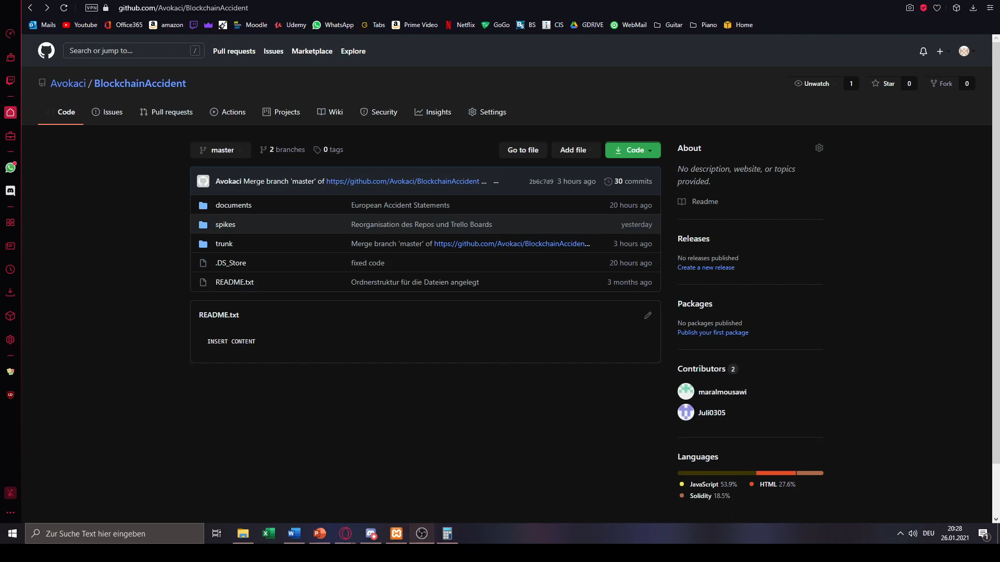 VPN
github.com/Avokaci/BlockchainAccident
Mails Youtube Office365 amazon Moodle Udemy WhatsApp Tabs Prime Video Netflix GoGo BS CIS GDRIVE WebMail Guitar Piano Home
Search or jump to... /
Pull requests Issues Marketplace Explore
Avokaci / BlockchainAccident
Unwatch 1 Star 0 Fork 0
Code Issues Pull requests Actions Projects Wiki Security Insights Settings
master 2 branches 0 tags Go to file Add file Code
Avokaci Merge branch 'master' of https://github.com/Avokaci/BlockchainAccident ... ... 2b6c7d9 3 hours ago 30 commits
documents European Accident Statements 20 hours ago
spikes Reorganisation des Repos und Trello Boards yesterday
trunk Merge branch 'master' of https://github.com/Avokaci/BlockchainAcciden... 3 hours ago
.DS_Store fixed code 20 hours ago
README.txt Ordnerstruktur für die Dateien angelegt 3 months ago
README.txt
INSERT CONTENT
About
No description, website, or topics
provided.
Readme
Releases
No releases published
Create a new release
Packages
No packages published
Publish your first package
Contributors 2
maralmousawi
Juli0305
Languages
JavaScript 53.9% HTML 27.6%
Solidity 18.5%
Zur Suche Text hier eingeben
DEU
20:28
26.01.2021
1